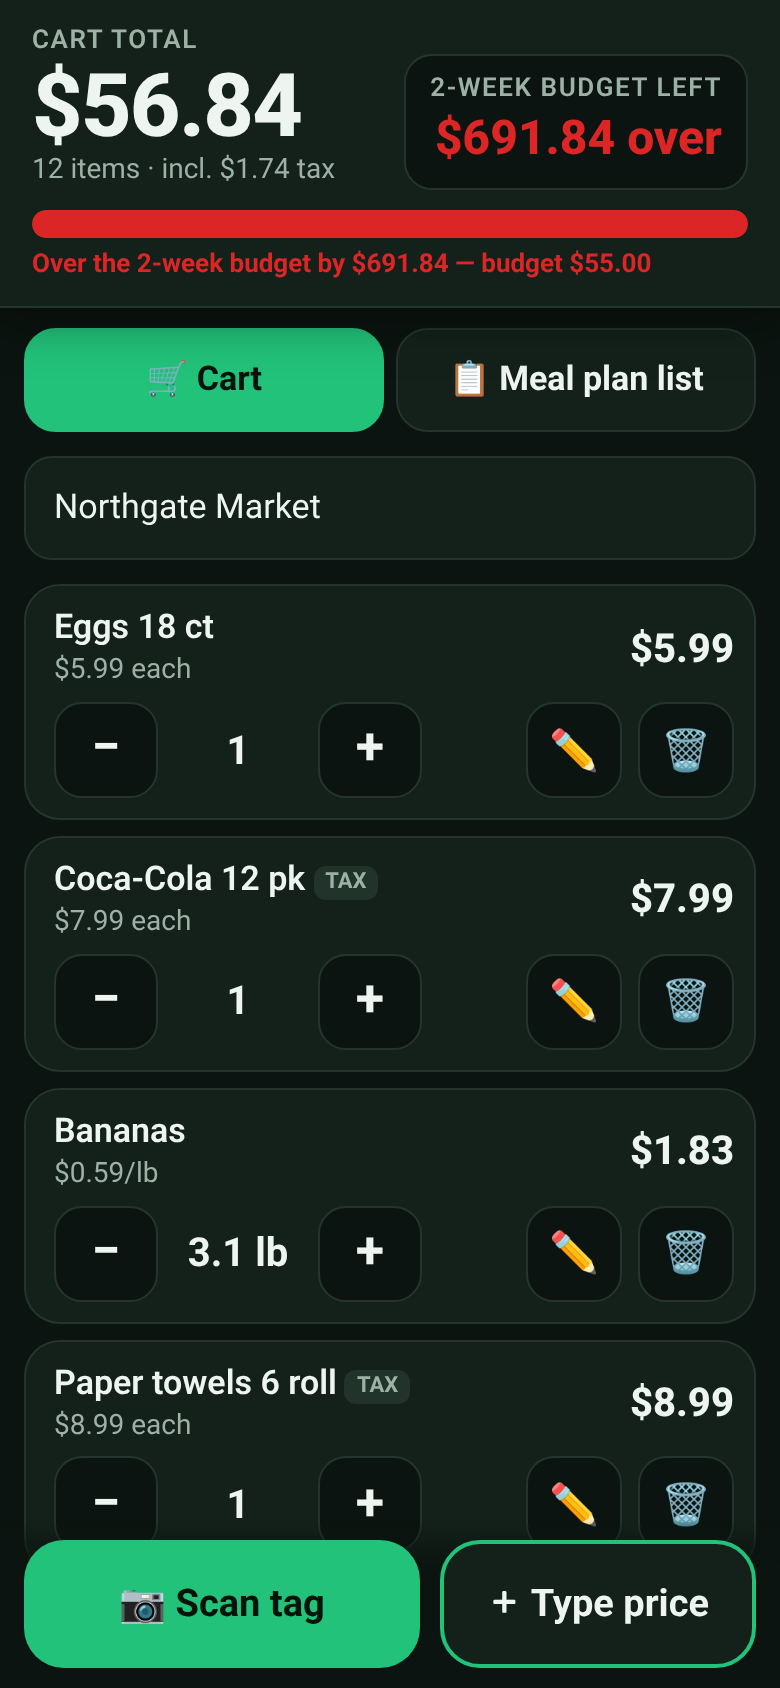 CART TOTAL
$56.84
12 items · incl. $1.74 tax
2-WEEK BUDGET LEFT
$691.84 over
Over the 2-week budget by $691.84 — budget $55.00
Cart
Meal plan list
Northgate Market
Eggs 18 ct
$5.99 each
$5.99
− 1 +
Coca-Cola 12 pk TAX
$7.99 each
$7.99
− 1 +
Bananas
$0.59/lb
$1.83
− 3.1 lb +
Paper towels 6 roll TAX
$8.99 each
$8.99
− 1 +
Scan tag
+ Type price